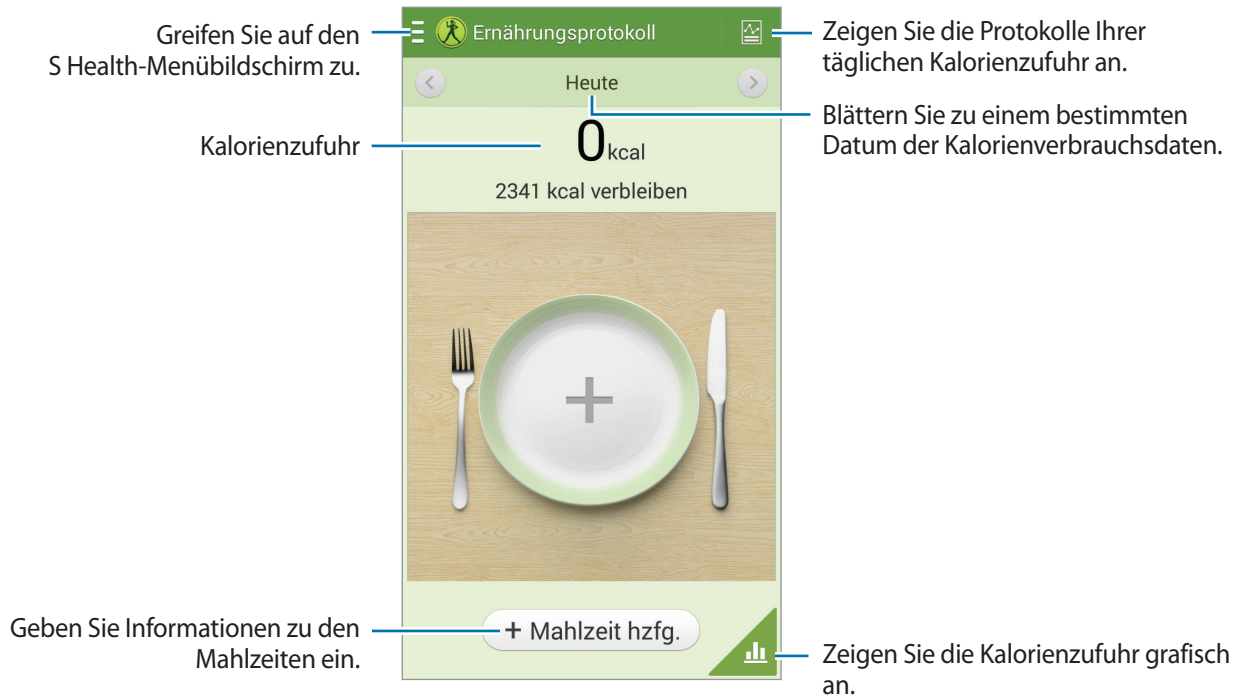 Greifen Sie auf den
S Health-Menübildschirm zu.
Ernährungsprotokoll
Zeigen Sie die Protokolle Ihrer
täglichen Kalorienzufuhr an.
Heute
Blättern Sie zu einem bestimmten
Datum der Kalorienverbrauchsdaten.
Kalorienzufuhr
0 kcal
2341 kcal verbleiben
Geben Sie Informationen zu den
Mahlzeiten ein.
+ Mahlzeit hzfg.
Zeigen Sie die Kalorienzufuhr grafisch
an.